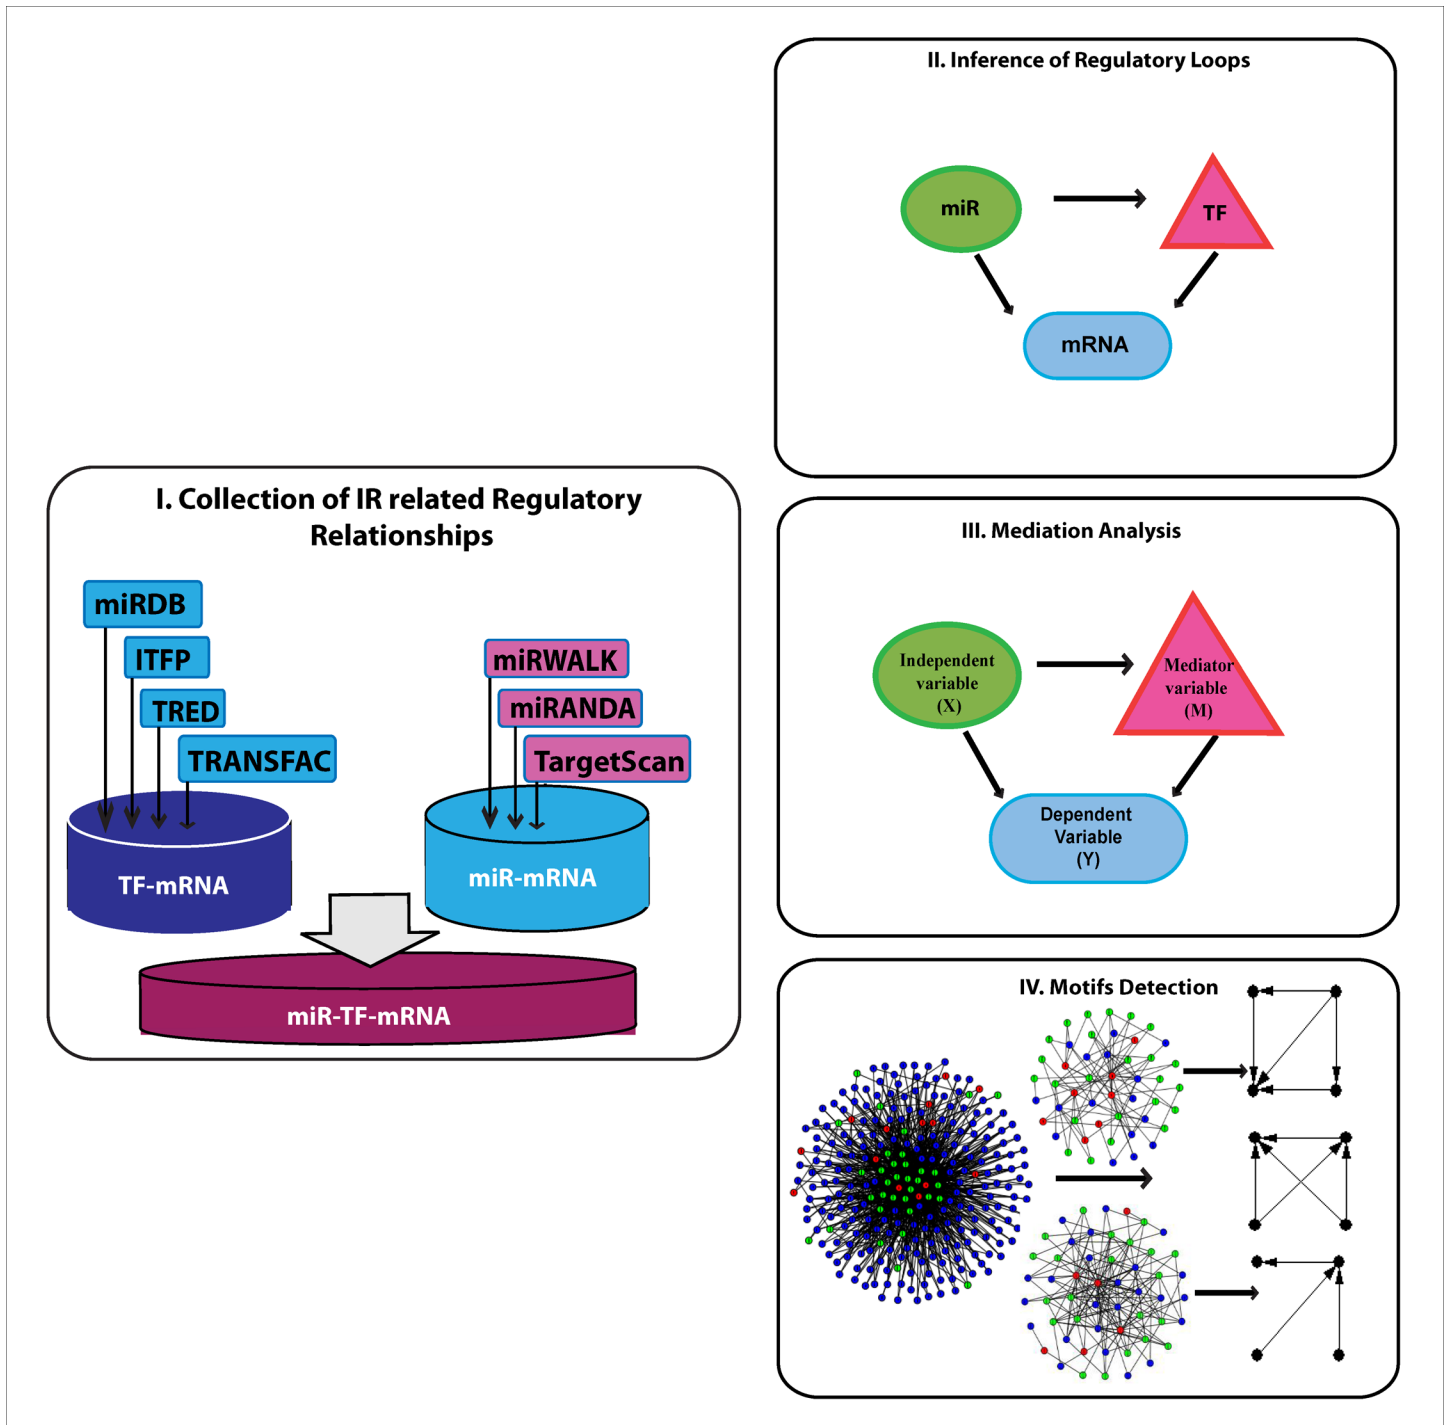 I. Collection of IR related Regulatory
Relationships
miRDB
ITFP
TRED
TRANSFAC
miRWALK
miRANDA
TargetScan
TF-mRNA
miR-mRNA
miR-TF-mRNA
II. Inference of Regulatory Loops
miR
TF
mRNA
III. Mediation Analysis
Independent
variable
(X)
Mediator
variable
(M)
Dependent
Variable
(Y)
IV. Motifs Detection